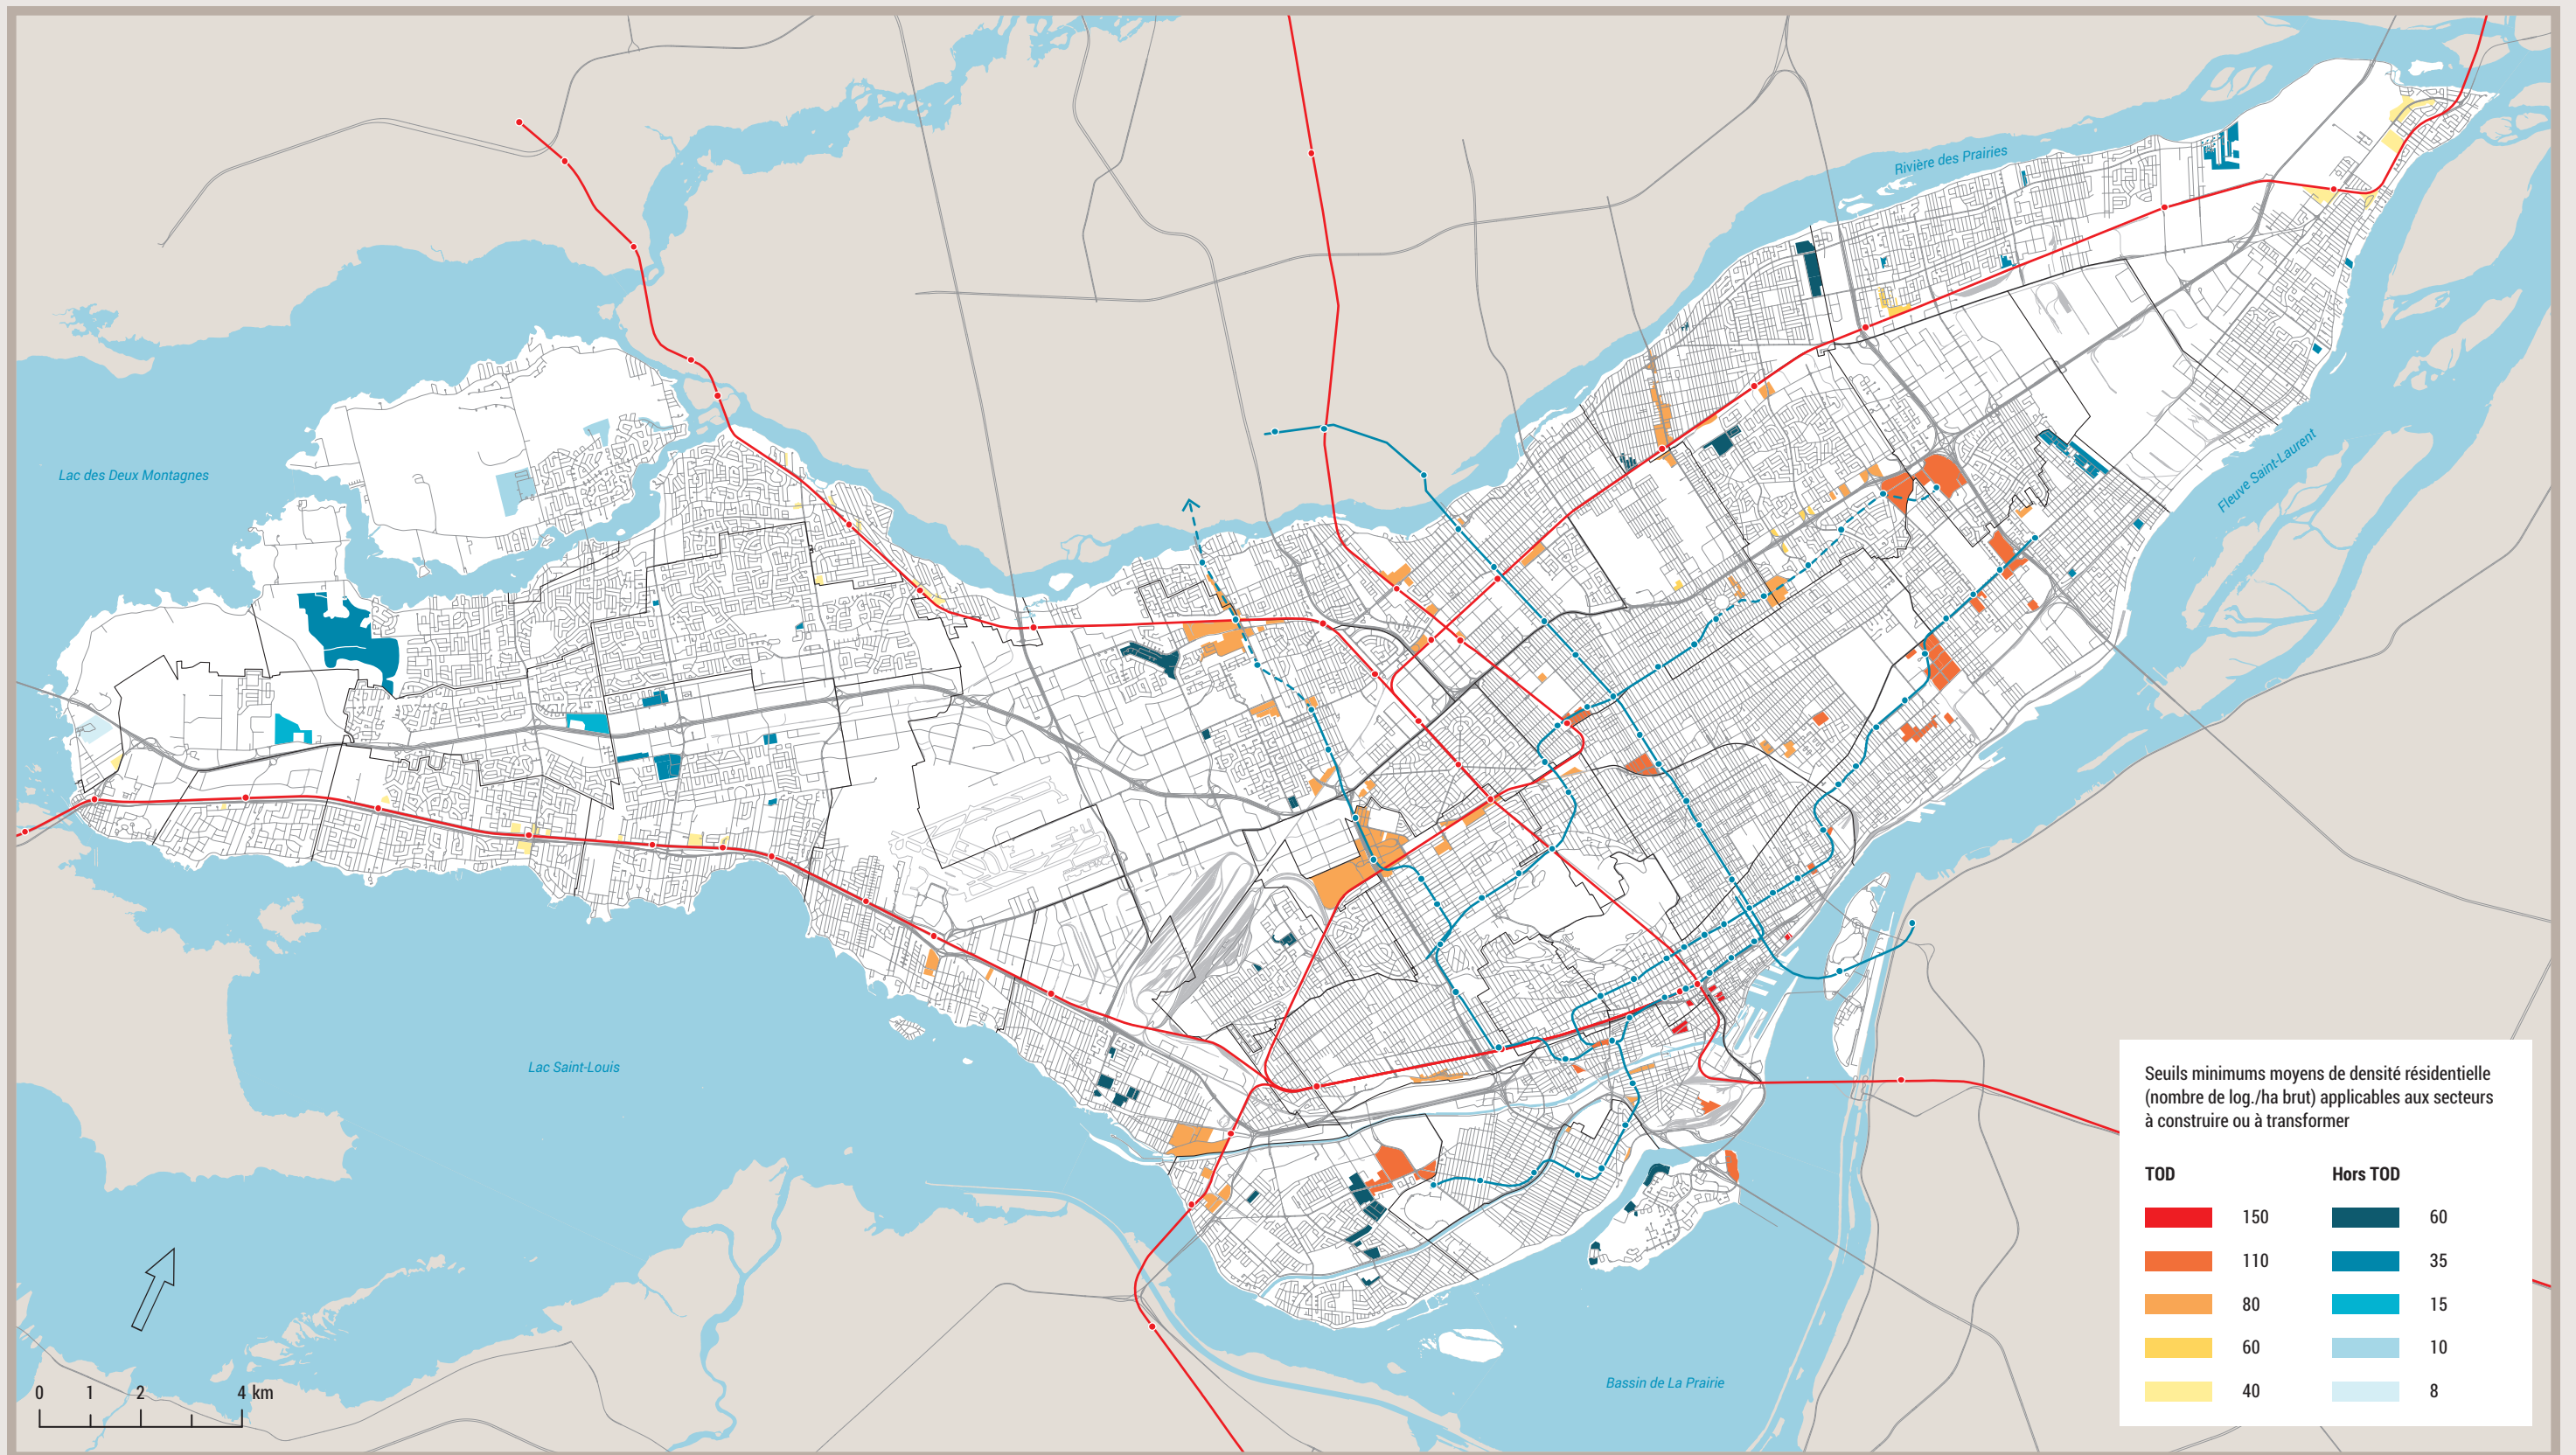 Rivière des Prairies
Lac des Deux Montagnes
Fleuve Saint-Laurent
Lac Saint-Louis
Bassin de La Prairie
0 1 2 4 km
Seuils minimums moyens de densité résidentielle
(nombre de log./ha brut) applicables aux secteurs
à construire ou à transformer
TOD Hors TOD
150 60
110 35
80 15
60 10
40 8